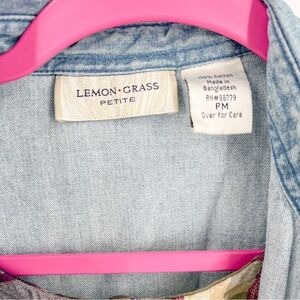 LEMON·GRASS
PETITE
100% Cotton
Made in
Bangladesh
RN#88779
PM
Over for Care